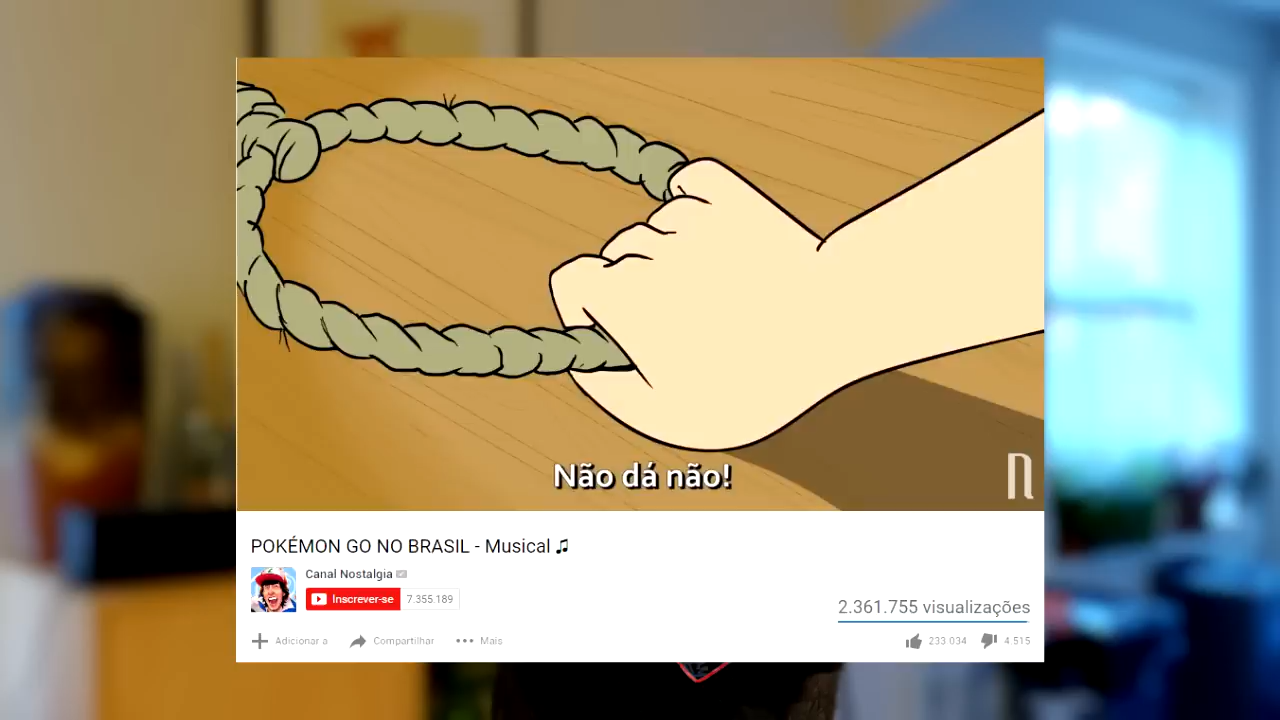 Não dá não!
N
POKÉMON GO NO BRASIL - Musical ♫
Canal Nostalgia
Inscrever-se 7.355.189
2.361.755 visualizações
Adicionar a Compartilhar Mais 233 034 4 515